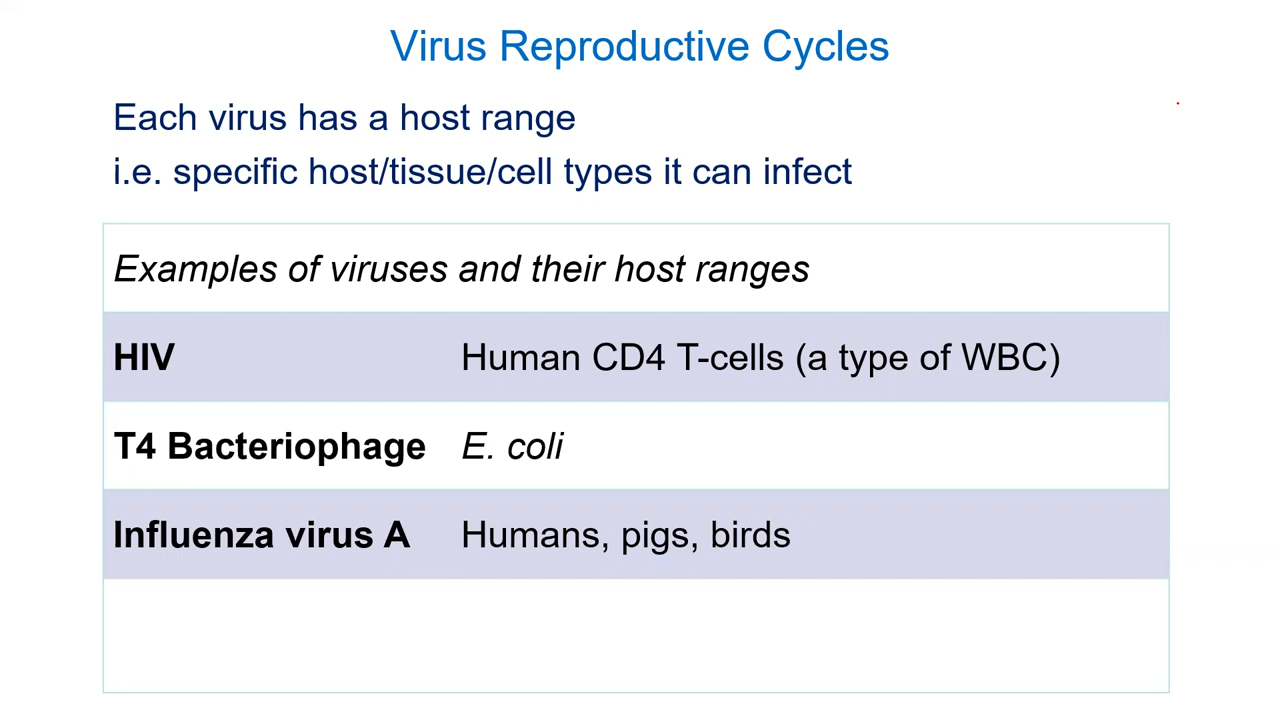 Virus Reproductive Cycles
Each virus has a host range
i.e. specific host/tissue/cell types it can infect
Examples of viruses and their host ranges
HIV Human CD4 T-cells (a type of WBC)
T4 Bacteriophage E. coli
Influenza virus A Humans, pigs, birds